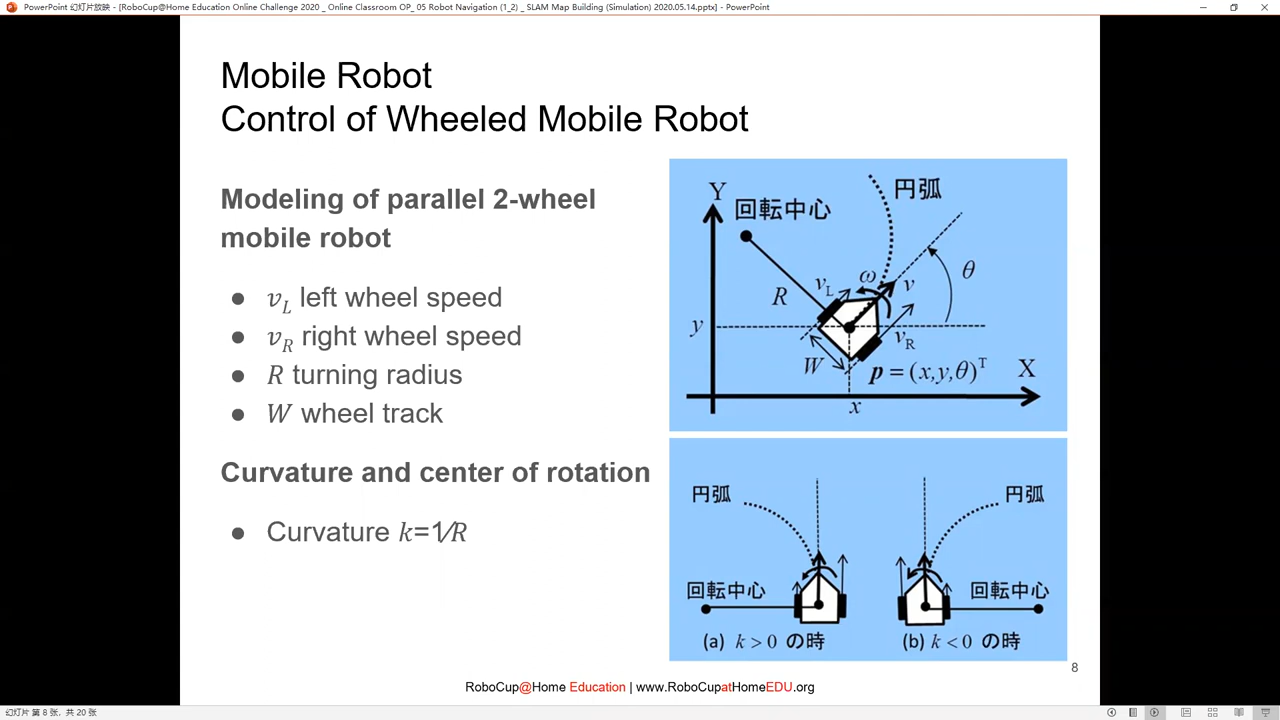 PowerPoint 幻灯片放映 - [RoboCup@Home Education Online Challenge 2020 _ Online Classroom OP_ 05 Robot Navigation (1_2) _ SLAM Map Building (Simulation) 2020.05.14.pptx] - PowerPoint
Mobile Robot
Control of Wheeled Mobile Robot
Modeling of parallel 2-wheel
mobile robot
● v_L left wheel speed
● v_R right wheel speed
● R turning radius
● W wheel track
Curvature and center of rotation
● Curvature k=1/R
Y
円弧
回転中心
θ
ω
v_L
v
R
y
v_R
W
p = (x,y,θ)^T
X
x
円弧
円弧
回転中心
回転中心
(a) k > 0 の時
(b) k < 0 の時
8
RoboCup@Home Education | www.RoboCupatHomeEDU.org
幻灯片 第 8 张，共 20 张